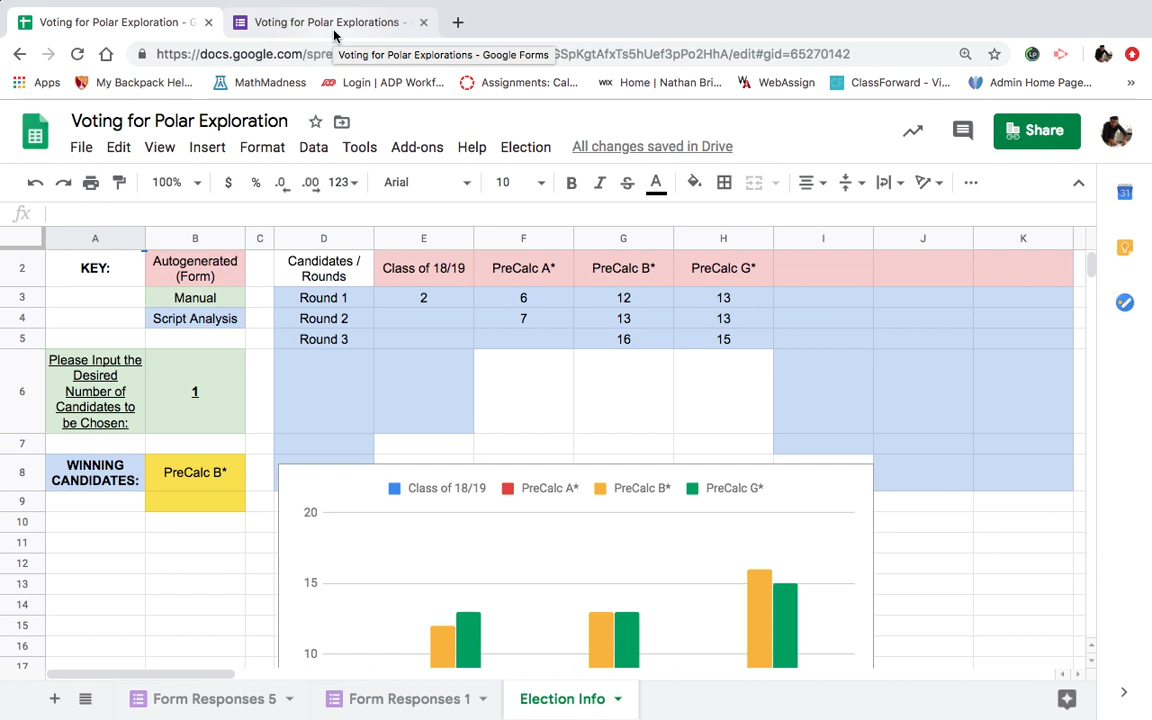 Voting for Polar Exploration - G
Voting for Polar Explorations -
https://docs.google.com/spre
GSpKgtAfxTs5hUef3pPo2HhA/edit#gid=65270142
Voting for Polar Explorations - Google Forms
Apps
My Backpack Hel...
MathMadness
Login | ADP Workf...
Assignments: Cal...
WIX Home | Nathan Bri...
WebAssign
ClassForward - Vi...
Admin Home Page...
»
Voting for Polar Exploration
File Edit View Insert Format Data Tools Add-ons Help Election All changes saved in Drive
Share
100% $ % .0 .00 123 Arial 10 B I S A
fx
31
A B C D E F G H I J K
2 KEY: Autogenerated (Form) Candidates / Rounds Class of 18/19 PreCalc A* PreCalc B* PreCalc G*
3 Manual Round 1 2 6 12 13
4 Script Analysis Round 2 7 13 13
5 Round 3 16 15
6 Please Input the Desired Number of Candidates to be Chosen: 1
7
8 WINNING CANDIDATES: PreCalc B*
9
10
11
12
13
14
15
16
17
Class of 18/19 PreCalc A* PreCalc B* PreCalc G*
20
15
10
Form Responses 5 Form Responses 1 Election Info